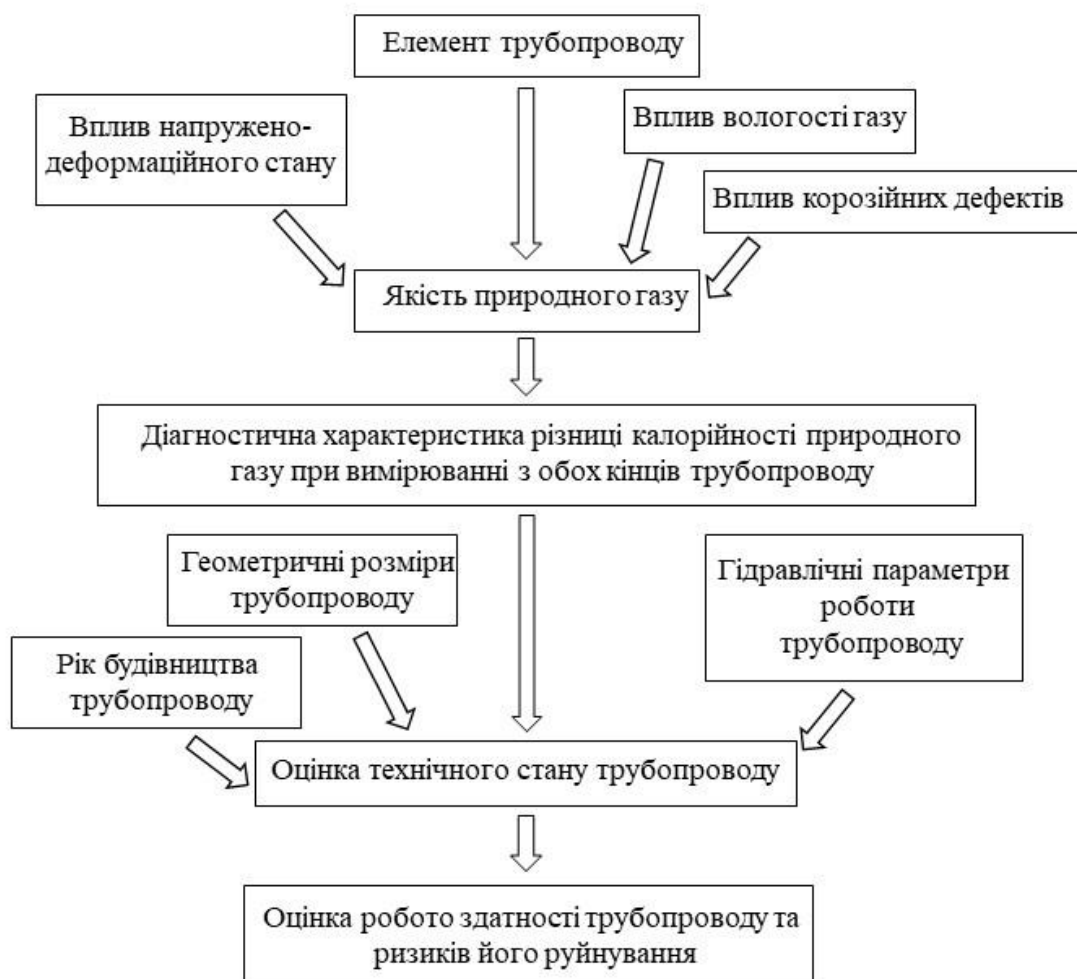 Елемент трубопроводу
Вплив напружено-
деформаційного стану
Вплив вологості газу
Вплив корозійних дефектів
Якість природного газу
Діагностична характеристика різниці калорійності природного
газу при вимірюванні з обох кінців трубопроводу
Геометричні розміри
трубопроводу
Гідравлічні параметри
роботи
трубопроводу
Рік будівництва
трубопроводу
Оцінка технічного стану трубопроводу
Оцінка робото здатності трубопроводу та
ризиків його руйнування